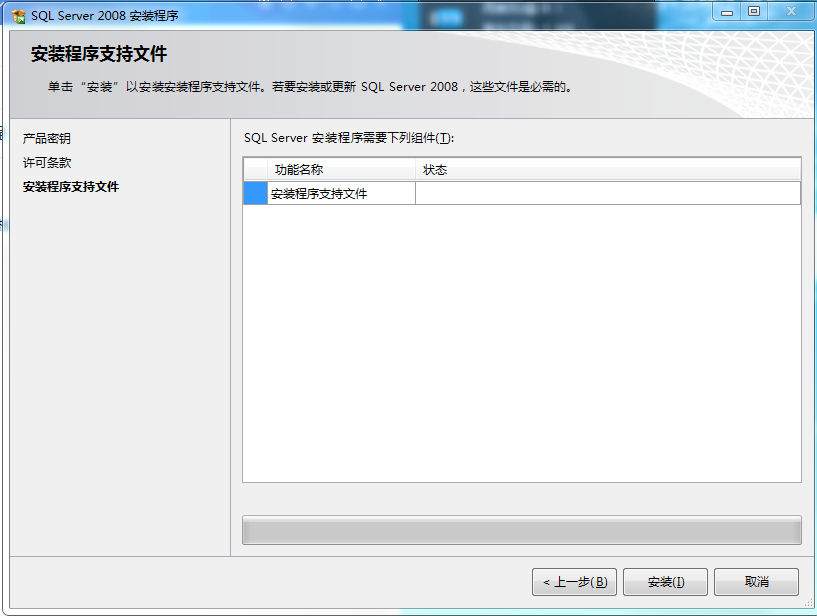 SQL Server 2008 安装程序
安装程序支持文件
单击“安装”以安装安装程序支持文件。若要安装或更新 SQL Server 2008，这些文件是必需的。
产品密钥
许可条款
安装程序支持文件
SQL Server 安装程序需要下列组件(T):
功能名称 状态
安装程序支持文件
< 上一步(B) 安装(I) 取消